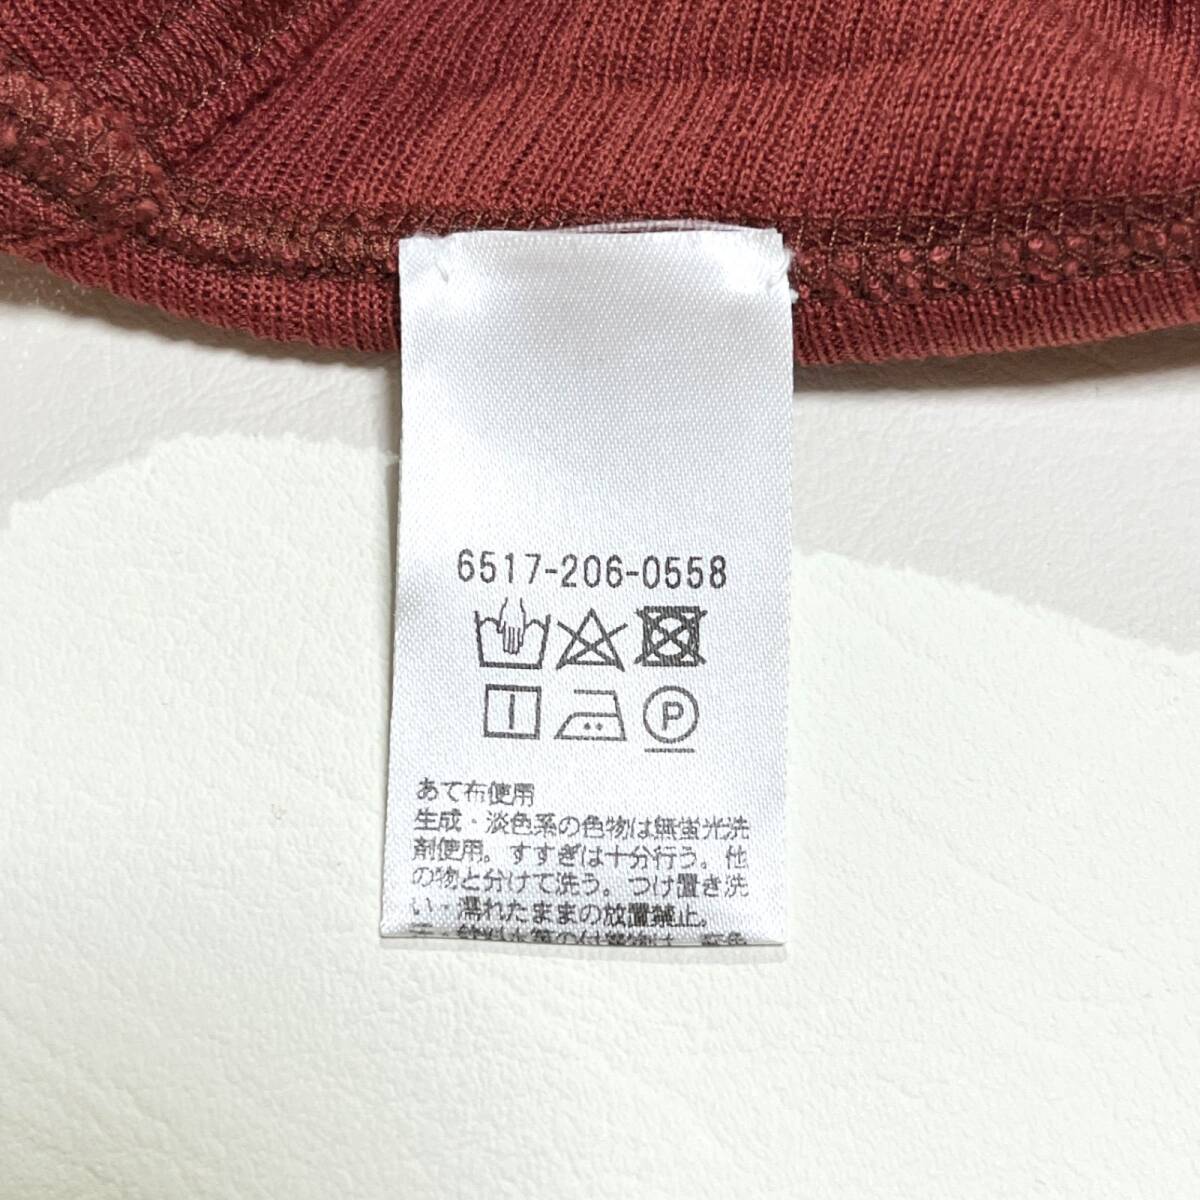 6517-206-0558
P
あて布使用
生成・淡色系の色物は無蛍光洗
剤使用。すすぎは十分行う。他
の物と分けて洗う。つけ置き洗
い・濡れたままの放置禁止。